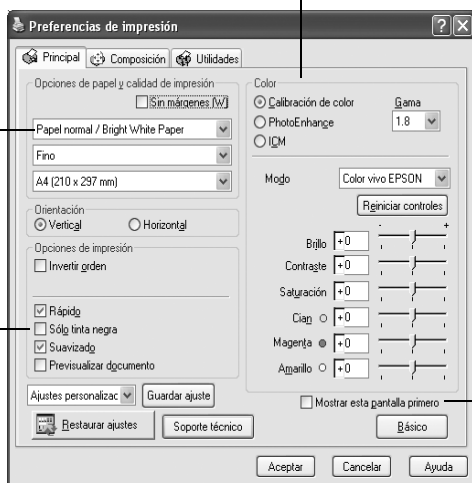 Preferencias de impresión
Principal
Composición
Utilidades
Opciones de papel y calidad de impresión
Sin márgenes (W)
Papel normal / Bright White Paper
Fino
A4 (210 x 297 mm)
Orientación
Vertical
Horizontal
Opciones de impresión
Invertir orden
Rápido
Sólo tinta negra
Suavizado
Previsualizar documento
Ajustes personalizac
Guardar ajuste
Restaurar ajustes
Soporte técnico
Color
Calibración de color
PhotoEnhance
ICM
Gama
1.8
Modo
Color vivo EPSON
Reiniciar controles
- +
Brillo +0
Contraste +0
Saturación +0
Cian +0
Magenta +0
Amarillo +0
Mostrar esta pantalla primero
Básico
Aceptar
Cancelar
Ayuda